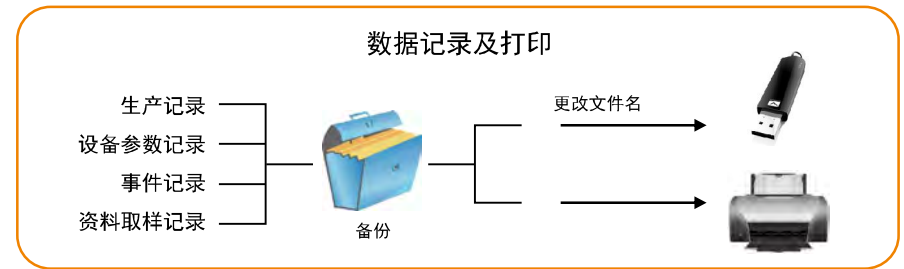 数据记录及打印
生产记录
设备参数记录
事件记录
资料取样记录
备份
更改文件名